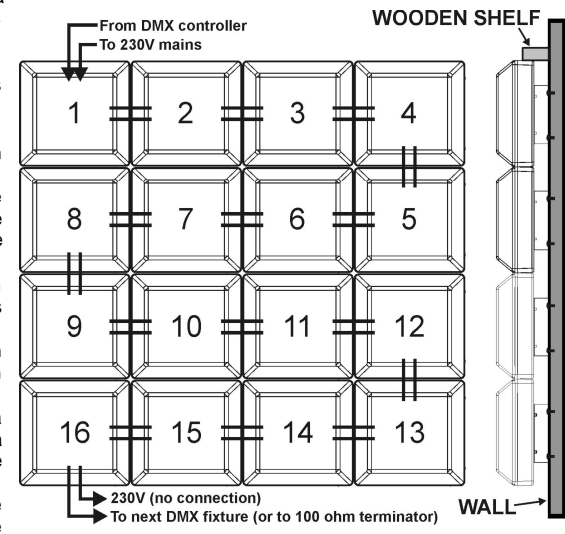 WOODEN SHELF
From DMX controller
To 230V mains
1 2 3 4
8 7 6 5
9 10 11 12
16 15 14 13
230V (no connection)
To next DMX fixture (or to 100 ohm terminator)
WALL